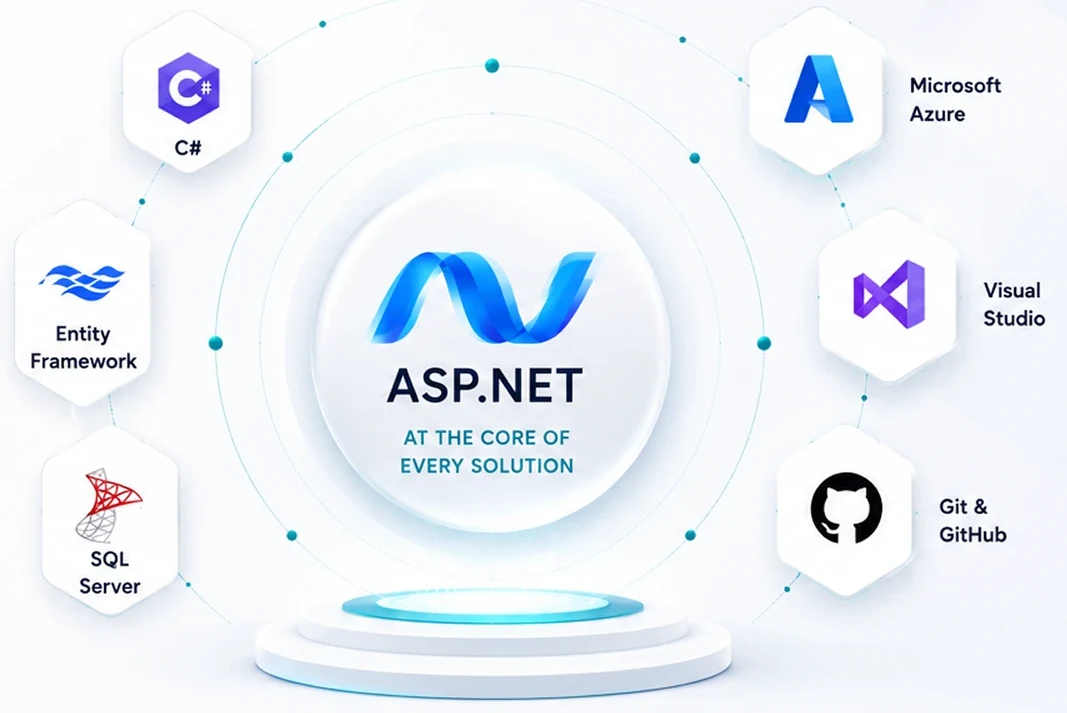 C#
C#
Entity
Framework
SQL
Server
ASP.NET
AT THE CORE OF
EVERY SOLUTION
Microsoft
Azure
Visual
Studio
Git &
GitHub